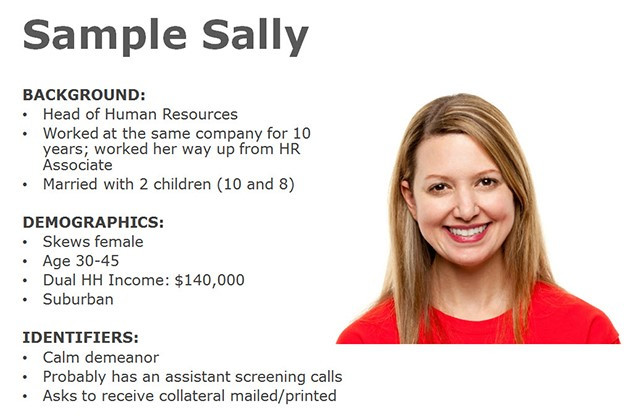 Sample Sally
BACKGROUND:
• Head of Human Resources
• Worked at the same company for 10
years; worked her way up from HR
Associate
• Married with 2 children (10 and 8)
DEMOGRAPHICS:
• Skews female
• Age 30-45
• Dual HH Income: $140,000
• Suburban
IDENTIFIERS:
• Calm demeanor
• Probably has an assistant screening calls
• Asks to receive collateral mailed/printed